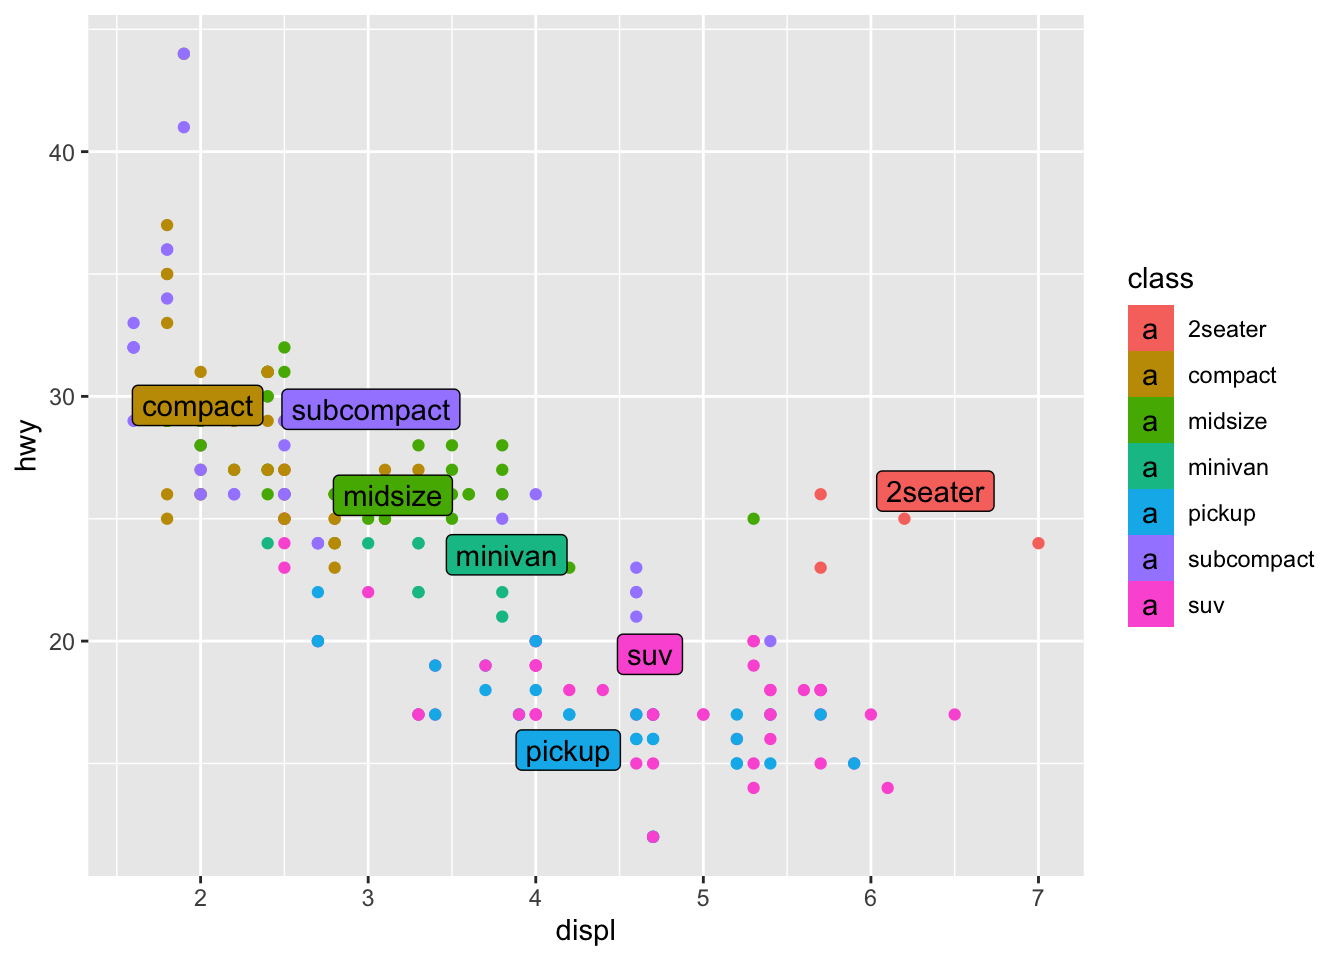 hwy
40
30
20
compact
subcompact
midsize
2seater
minivan
suv
pickup
2 3 4 5 6 7
displ
class
a 2seater
a compact
a midsize
a minivan
a pickup
a subcompact
a suv